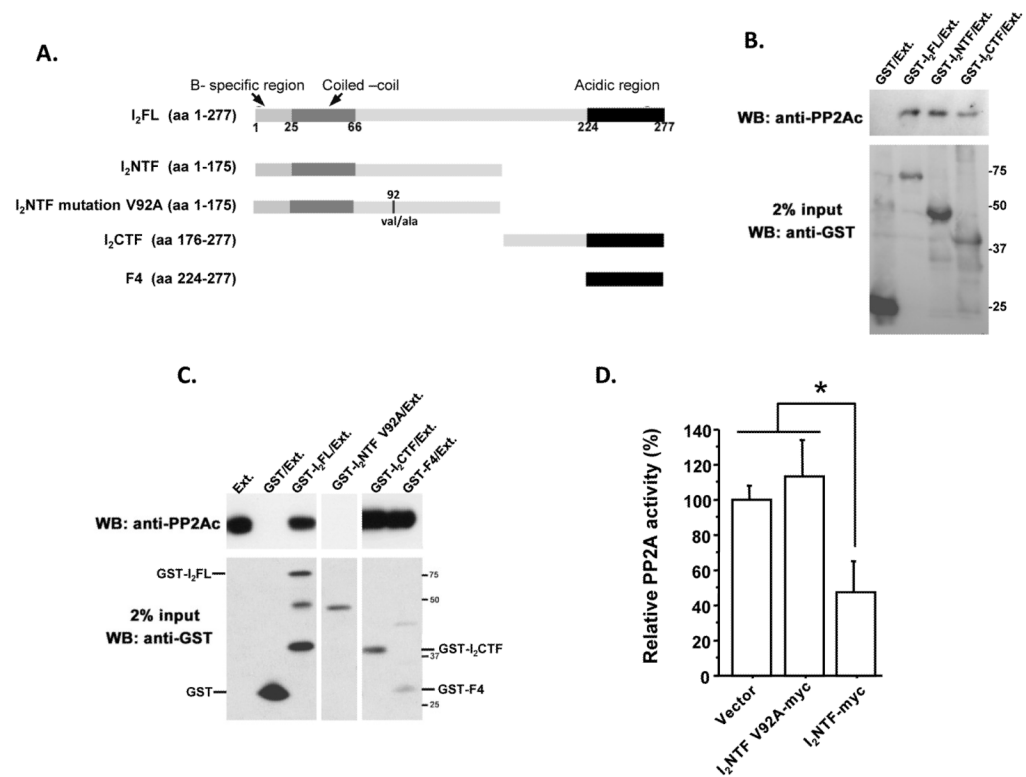 A.
B- specific region Coiled –coil Acidic region
I₂FL (aa 1-277)
1 25 66 224 277
I₂NTF (aa 1-175)
I₂NTF mutation V92A (aa 1-175)
92
val/ala
I₂CTF (aa 176-277)
F4 (aa 224-277)
B.
GST/Ext.
GST-I₂FL/Ext.
GST-I₂NTF/Ext.
GST-I₂CTF/Ext.
WB: anti-PP2Ac
2% input
WB: anti-GST
-75
-50
-37
-25
C.
Ext.
GST/Ext.
GST-I₂FL/Ext.
GST-I₂NTF V92A/Ext.
GST-I₂CTF/Ext.
GST-F4/Ext.
WB: anti-PP2Ac
GST-I₂FL
2% input
WB: anti-GST
GST
75
50
GST-I₂CTF
37
GST-F4
25
D.
*
Relative PP2A activity (%)
140
120
100
80
60
40
20
0
Vector
I₂NTF V92A-myc
I₂NTF-myc